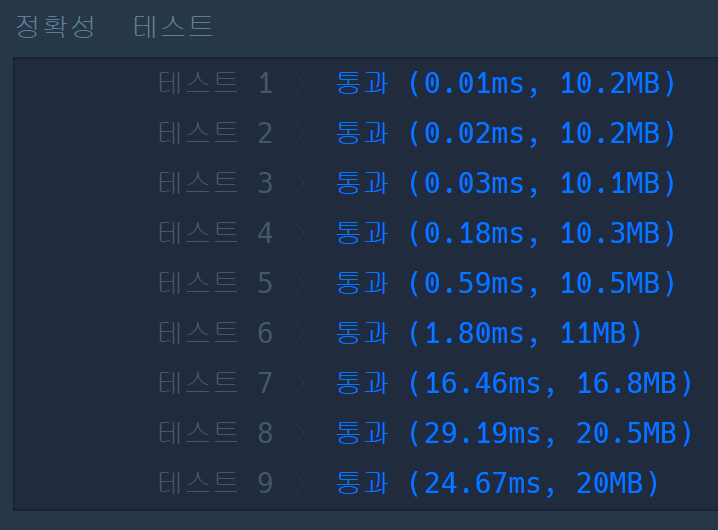 정확성 테스트
테스트 1 〉 통과 (0.01ms, 10.2MB)
테스트 2 〉 통과 (0.02ms, 10.2MB)
테스트 3 〉 통과 (0.03ms, 10.1MB)
테스트 4 〉 통과 (0.18ms, 10.3MB)
테스트 5 〉 통과 (0.59ms, 10.5MB)
테스트 6 〉 통과 (1.80ms, 11MB)
테스트 7 〉 통과 (16.46ms, 16.8MB)
테스트 8 〉 통과 (29.19ms, 20.5MB)
테스트 9 〉 통과 (24.67ms, 20MB)